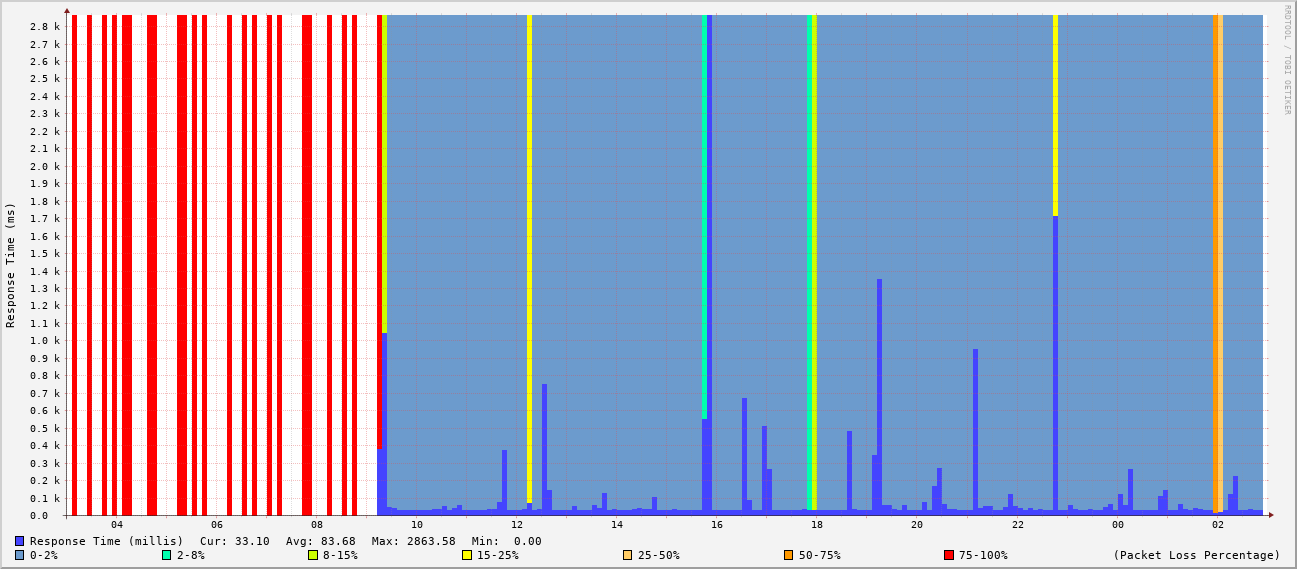 RRDTOOL / TOBI OETIKER
Response Time (ms)
2.8 k
2.7 k
2.6 k
2.5 k
2.4 k
2.3 k
2.2 k
2.1 k
2.0 k
1.9 k
1.8 k
1.7 k
1.6 k
1.5 k
1.4 k
1.3 k
1.2 k
1.1 k
1.0 k
0.9 k
0.8 k
0.7 k
0.6 k
0.5 k
0.4 k
0.3 k
0.2 k
0.1 k
0.0
04 06 08 10 12 14 16 18 20 22 00 02
Response Time (millis) Cur: 33.10 Avg: 83.68 Max: 2863.58 Min: 0.00
0-2% 2-8% 8-15% 15-25% 25-50% 50-75% 75-100% (Packet Loss Percentage)